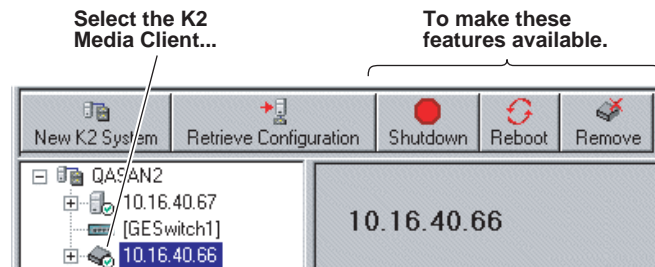 Select the K2
Media Client...
To make these
features available.
New K2 System
Retrieve Configuration
Shutdown
Reboot
Remove
QASAN2
10.16.40.67
[GESwitch1]
10.16.40.66
10.16.40.66